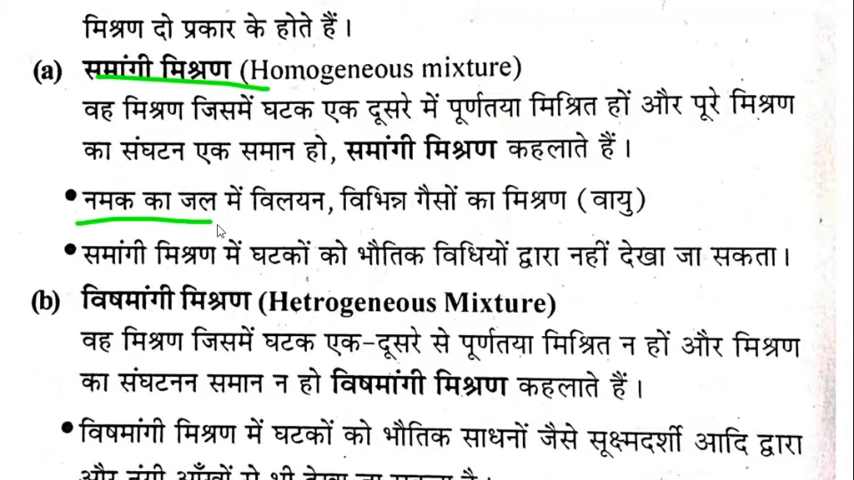 मिश्रण दो प्रकार के होते हैं।
(a) समांगी मिश्रण (Homogeneous mixture)
वह मिश्रण जिसमें घटक एक दूसरे में पूर्णतया मिश्रित हों और पूरे मिश्रण
का संघटन एक समान हो, समांगी मिश्रण कहलाते हैं।
• नमक का जल में विलयन, विभिन्न गैसों का मिश्रण (वायु)
• समांगी मिश्रण में घटकों को भौतिक विधियों द्वारा नहीं देखा जा सकता।
(b) विषमांगी मिश्रण (Hetrogeneous Mixture)
वह मिश्रण जिसमें घटक एक-दूसरे से पूर्णतया मिश्रित न हों और मिश्रण
का संघटनन समान न हो विषमांगी मिश्रण कहलाते हैं।
• विषमांगी मिश्रण में घटकों को भौतिक साधनों जैसे सूक्ष्मदर्शी आदि द्वारा
और नंगी आँखों से भी देखा जा सकता है।